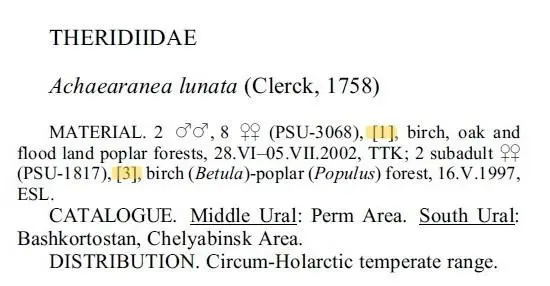 THERIDIIDAE
Achaearanea lunata (Clerck, 1758)
MATERIAL. 2 ♂♂, 8 ♀♀ (PSU-3068), [1], birch, oak and
flood land poplar forests, 28.VI–05.VII.2002, TTK; 2 subadult ♀♀
(PSU-1817), [3], birch (Betula)-poplar (Populus) forest, 16.V.1997,
ESL.
CATALOGUE. Middle Ural: Perm Area. South Ural:
Bashkortostan, Chelyabinsk Area.
DISTRIBUTION. Circum-Holarctic temperate range.